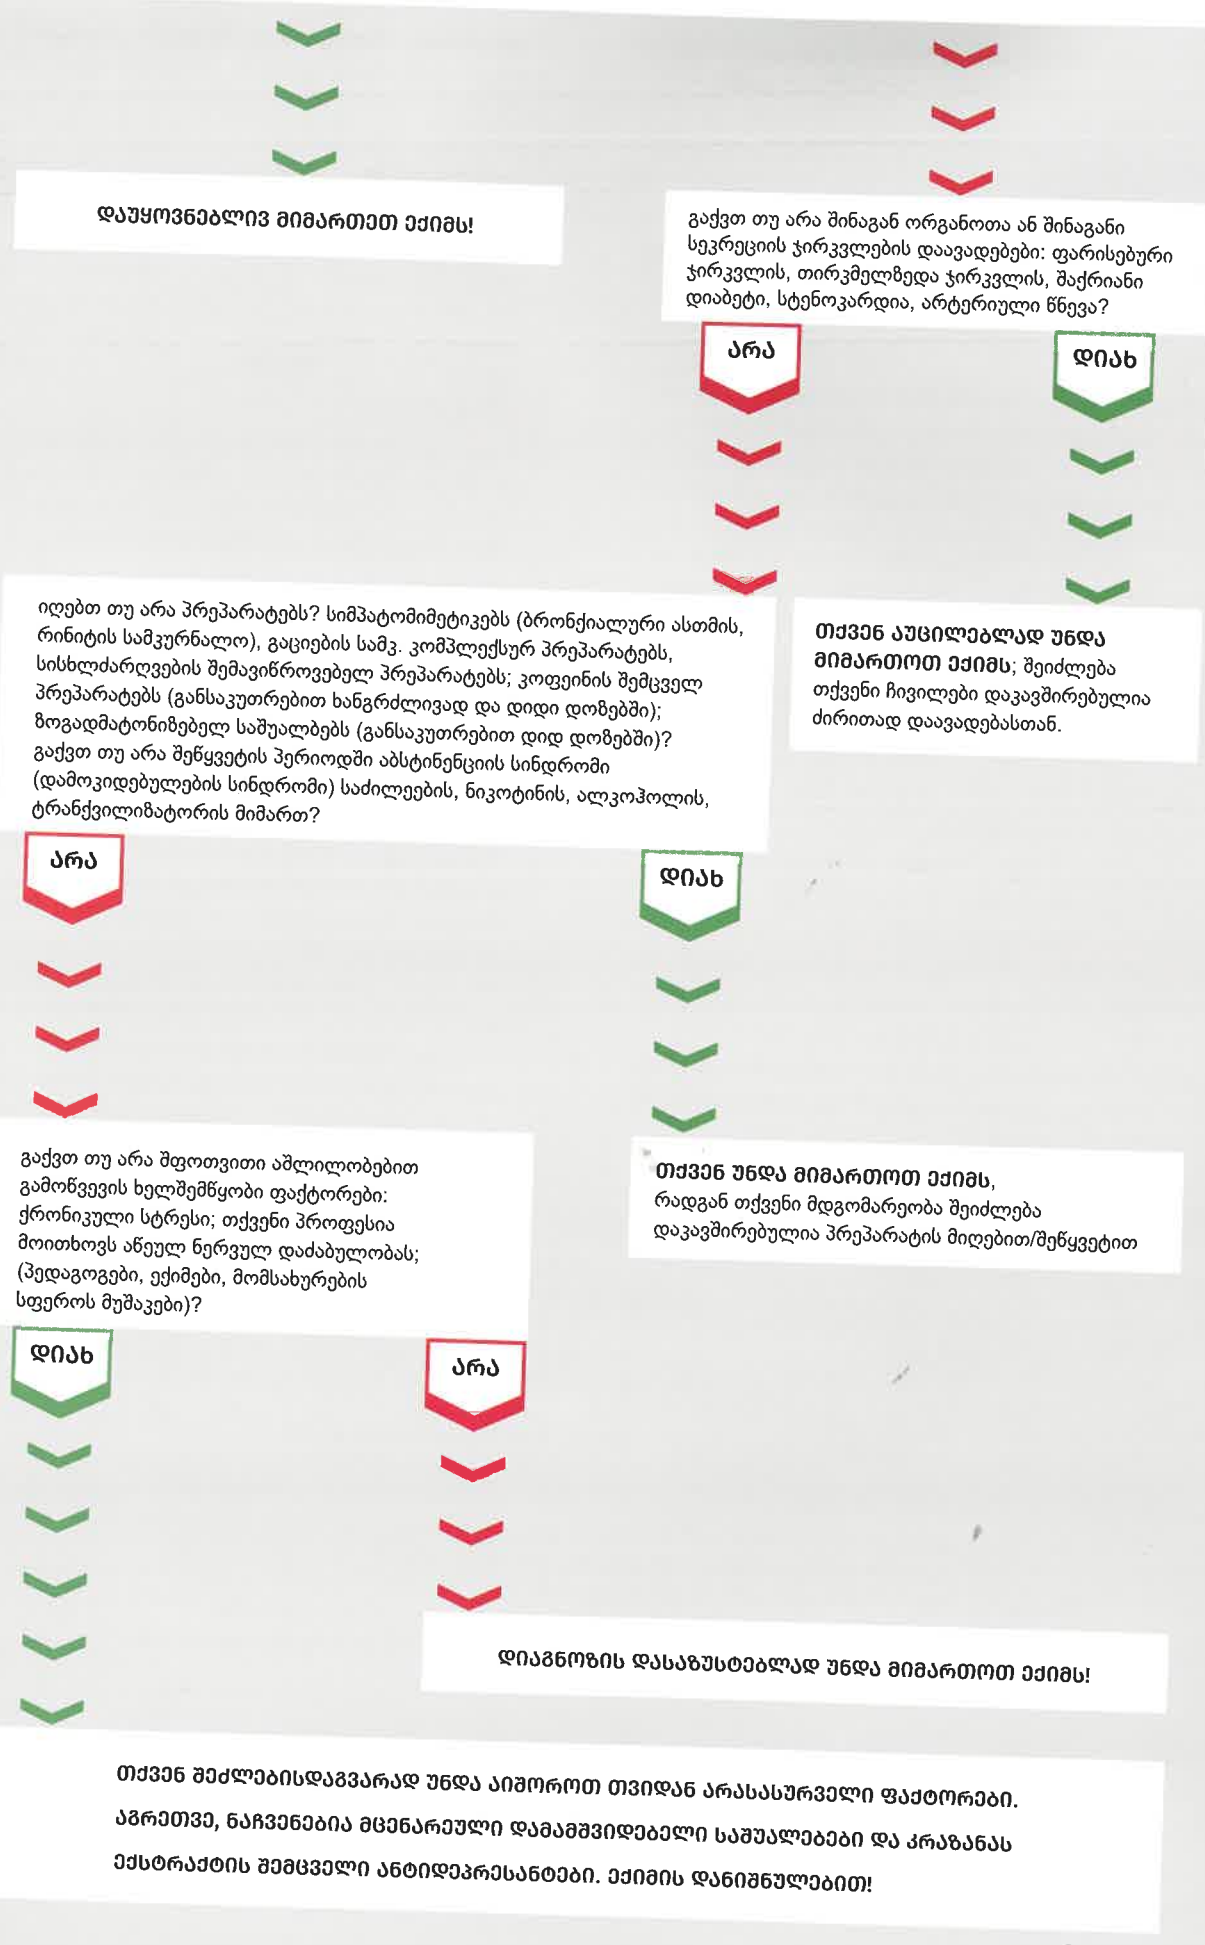 დაუყოვნებლივ მიმართეთ ექიმს!
გაქვთ თუ არა შინაგან ორგანოთა ან შინაგანი
სეკრეციის ჯირკვლების დაავადებები: ფარისებური
ჯირკვლის, თირკმელზედა ჯირკვლის, შაქრიანი
დიაბეტი, სტენოკარდია, არტერიული წნევა?
არა
დიახ
იღებთ თუ არა პრეპარატებს? სიმპატომიმეტიკებს (ბრონქიალური ასთმის,
რინიტის სამკურნალო), გაციების სამკ. კომპლექსურ პრეპარატებს,
სისხლძარღვების შემავიწროვებელ პრეპარატებს; კოფეინის შემცველ
პრეპარატებს (განსაკუთრებით ხანგრძლივად და დიდი დოზებში);
ზოგადმატონიზებელ საშუალბებს (განსაკუთრებით დიდ დოზებში)?
გაქვთ თუ არა შეწყვეტის პერიოდში აბსტინენციის სინდრომი
(დამოკიდებულების სინდრომი) საძილეების, ნიკოტინის, ალკოჰოლის,
ტრანქვილიზატორის მიმართ?
თქვენ აუცილებლად უნდა
მიმართოთ ექიმს; შეიძლება
თქვენი ჩივილები დაკავშირებულია
ძირითად დაავადებასთან.
არა
დიახ
გაქვთ თუ არა შფოთვითი აშლილობებით
გამოწვევის ხელშემწყობი ფაქტორები:
ქრონიკული სტრესი; თქვენი პროფესია
მოითხოვს აწეულ ნერვულ დაძაბულობას;
(პედაგოგები, ექიმები, მომსახურების
სფეროს მუშაკები)?
თქვენ უნდა მიმართოთ ექიმს,
რადგან თქვენი მდგომარეობა შეიძლება
დაკავშირებულია პრეპარატის მიღებით/შეწყვეტით
დიახ
არა
დიაგნოზის დასაზუსტებლად უნდა მიმართოთ ექიმს!
თქვენ შეძლებისდაგვარად უნდა აიშოროთ თვიდან არასასურველი ფაქტორები.
აგრეთვე, ნაჩვენებია მცენარეული დამამშვიდებელი საშუალებები და კრაზანას
ექსტრაქტის შემცველი ანტიდეპრესანტები. ექიმის დანიშნულებით!